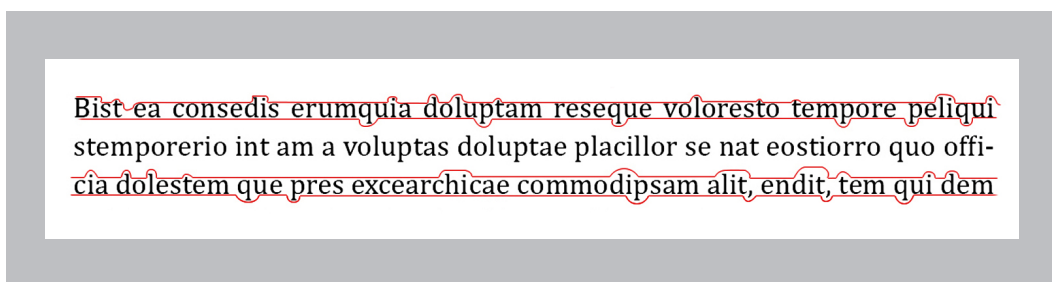 Bist ea consedis erumquia doluptam reseque voloresto tempore peliqui
stemporerio int am a voluptas doluptae placillor se nat eostiorro quo offi-
cia dolestem que pres excearchicae commodipsam alit, endit, tem qui dem